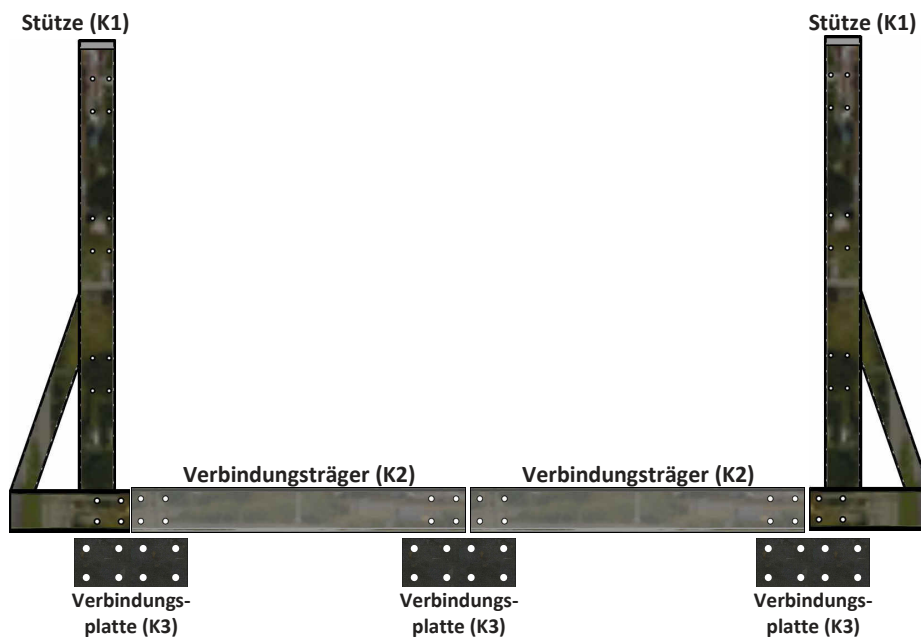 Stütze (K1)
Stütze (K1)
Verbindungsträger (K2)
Verbindungsträger (K2)
Verbindungs-
platte (K3)
Verbindungs-
platte (K3)
Verbindungs-
platte (K3)